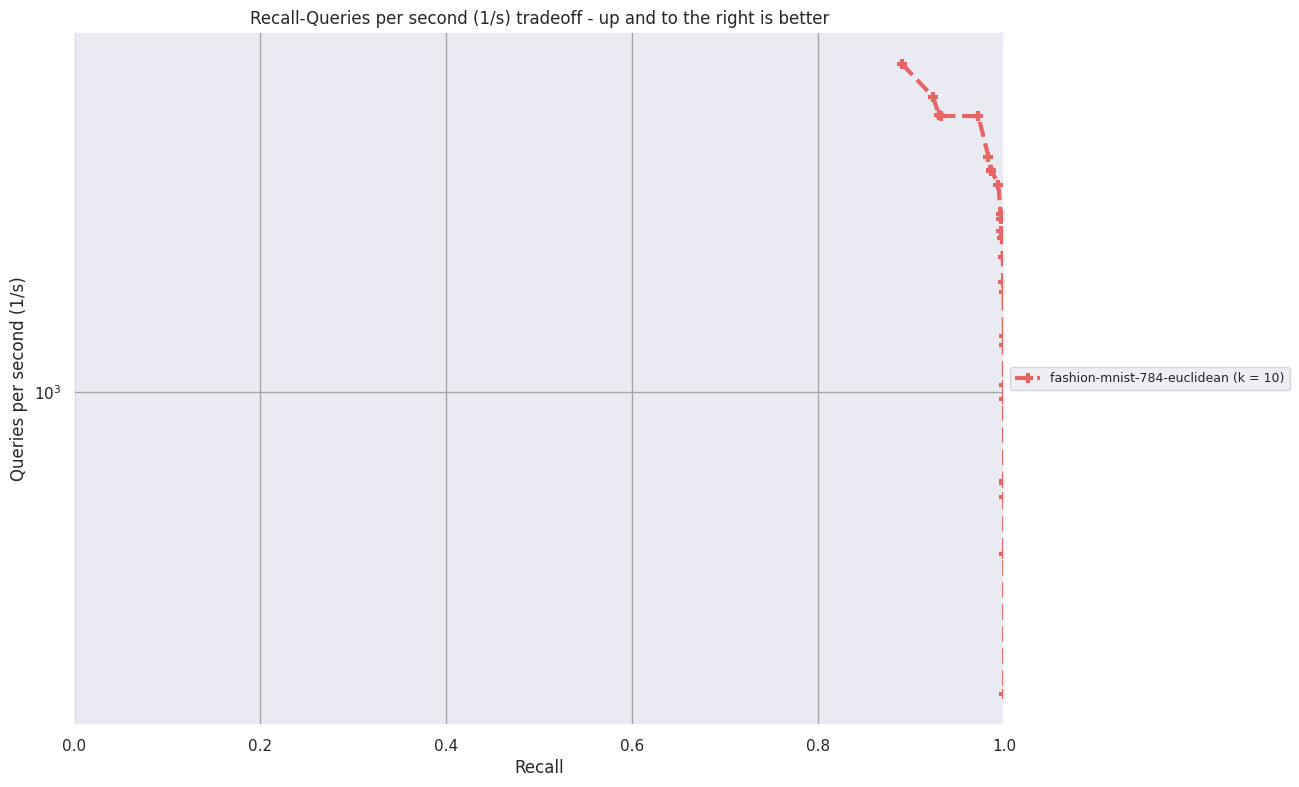 Recall-Queries per second (1/s) tradeoff - up and to the right is better
Queries per second (1/s)
10³
fashion-mnist-784-euclidean (k = 10)
0.0 0.2 0.4 0.6 0.8 1.0
Recall